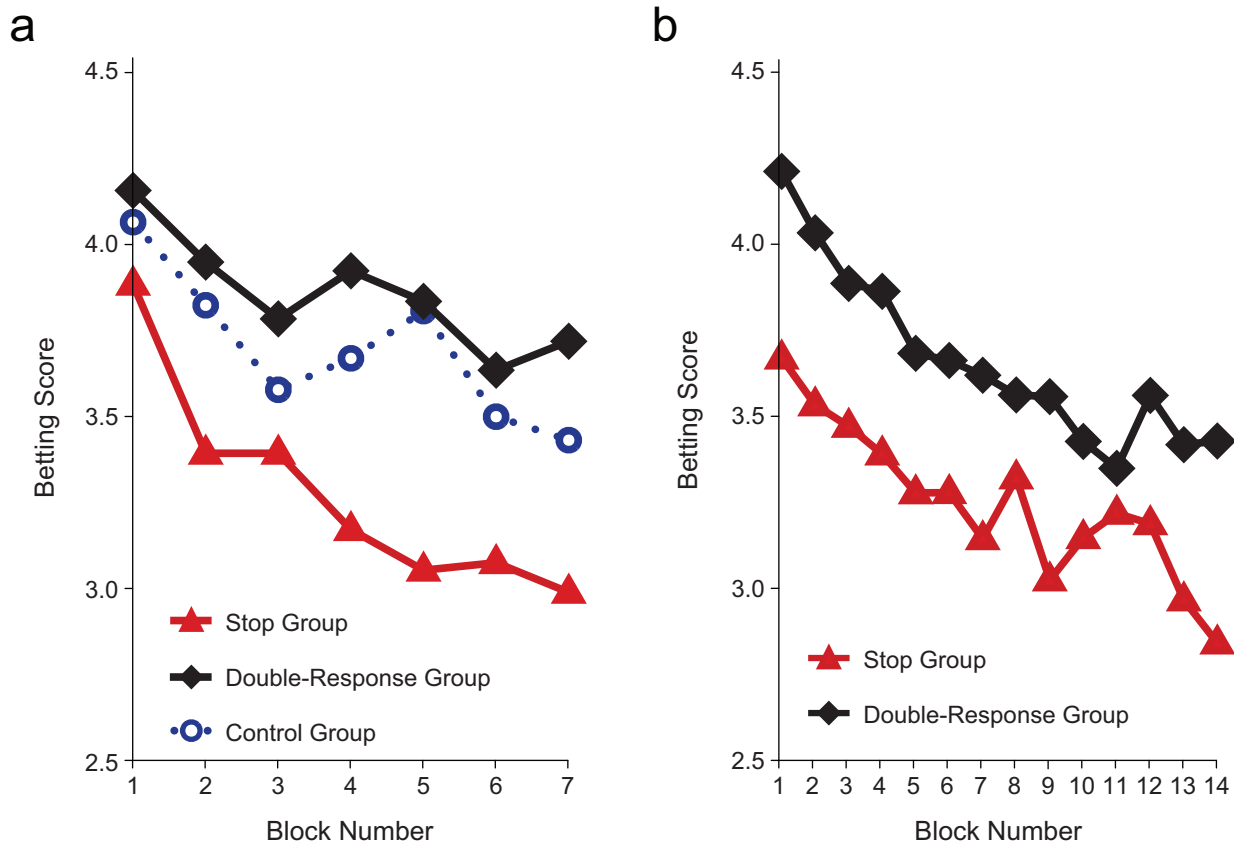 a
4.5
4.0
3.5
3.0
2.5
Betting Score
Stop Group
Double-Response Group
Control Group
1 2 3 4 5 6 7
Block Number
b
4.5
4.0
3.5
3.0
2.5
Betting Score
Stop Group
Double-Response Group
1 2 3 4 5 6 7 8 9 10 11 12 13 14
Block Number